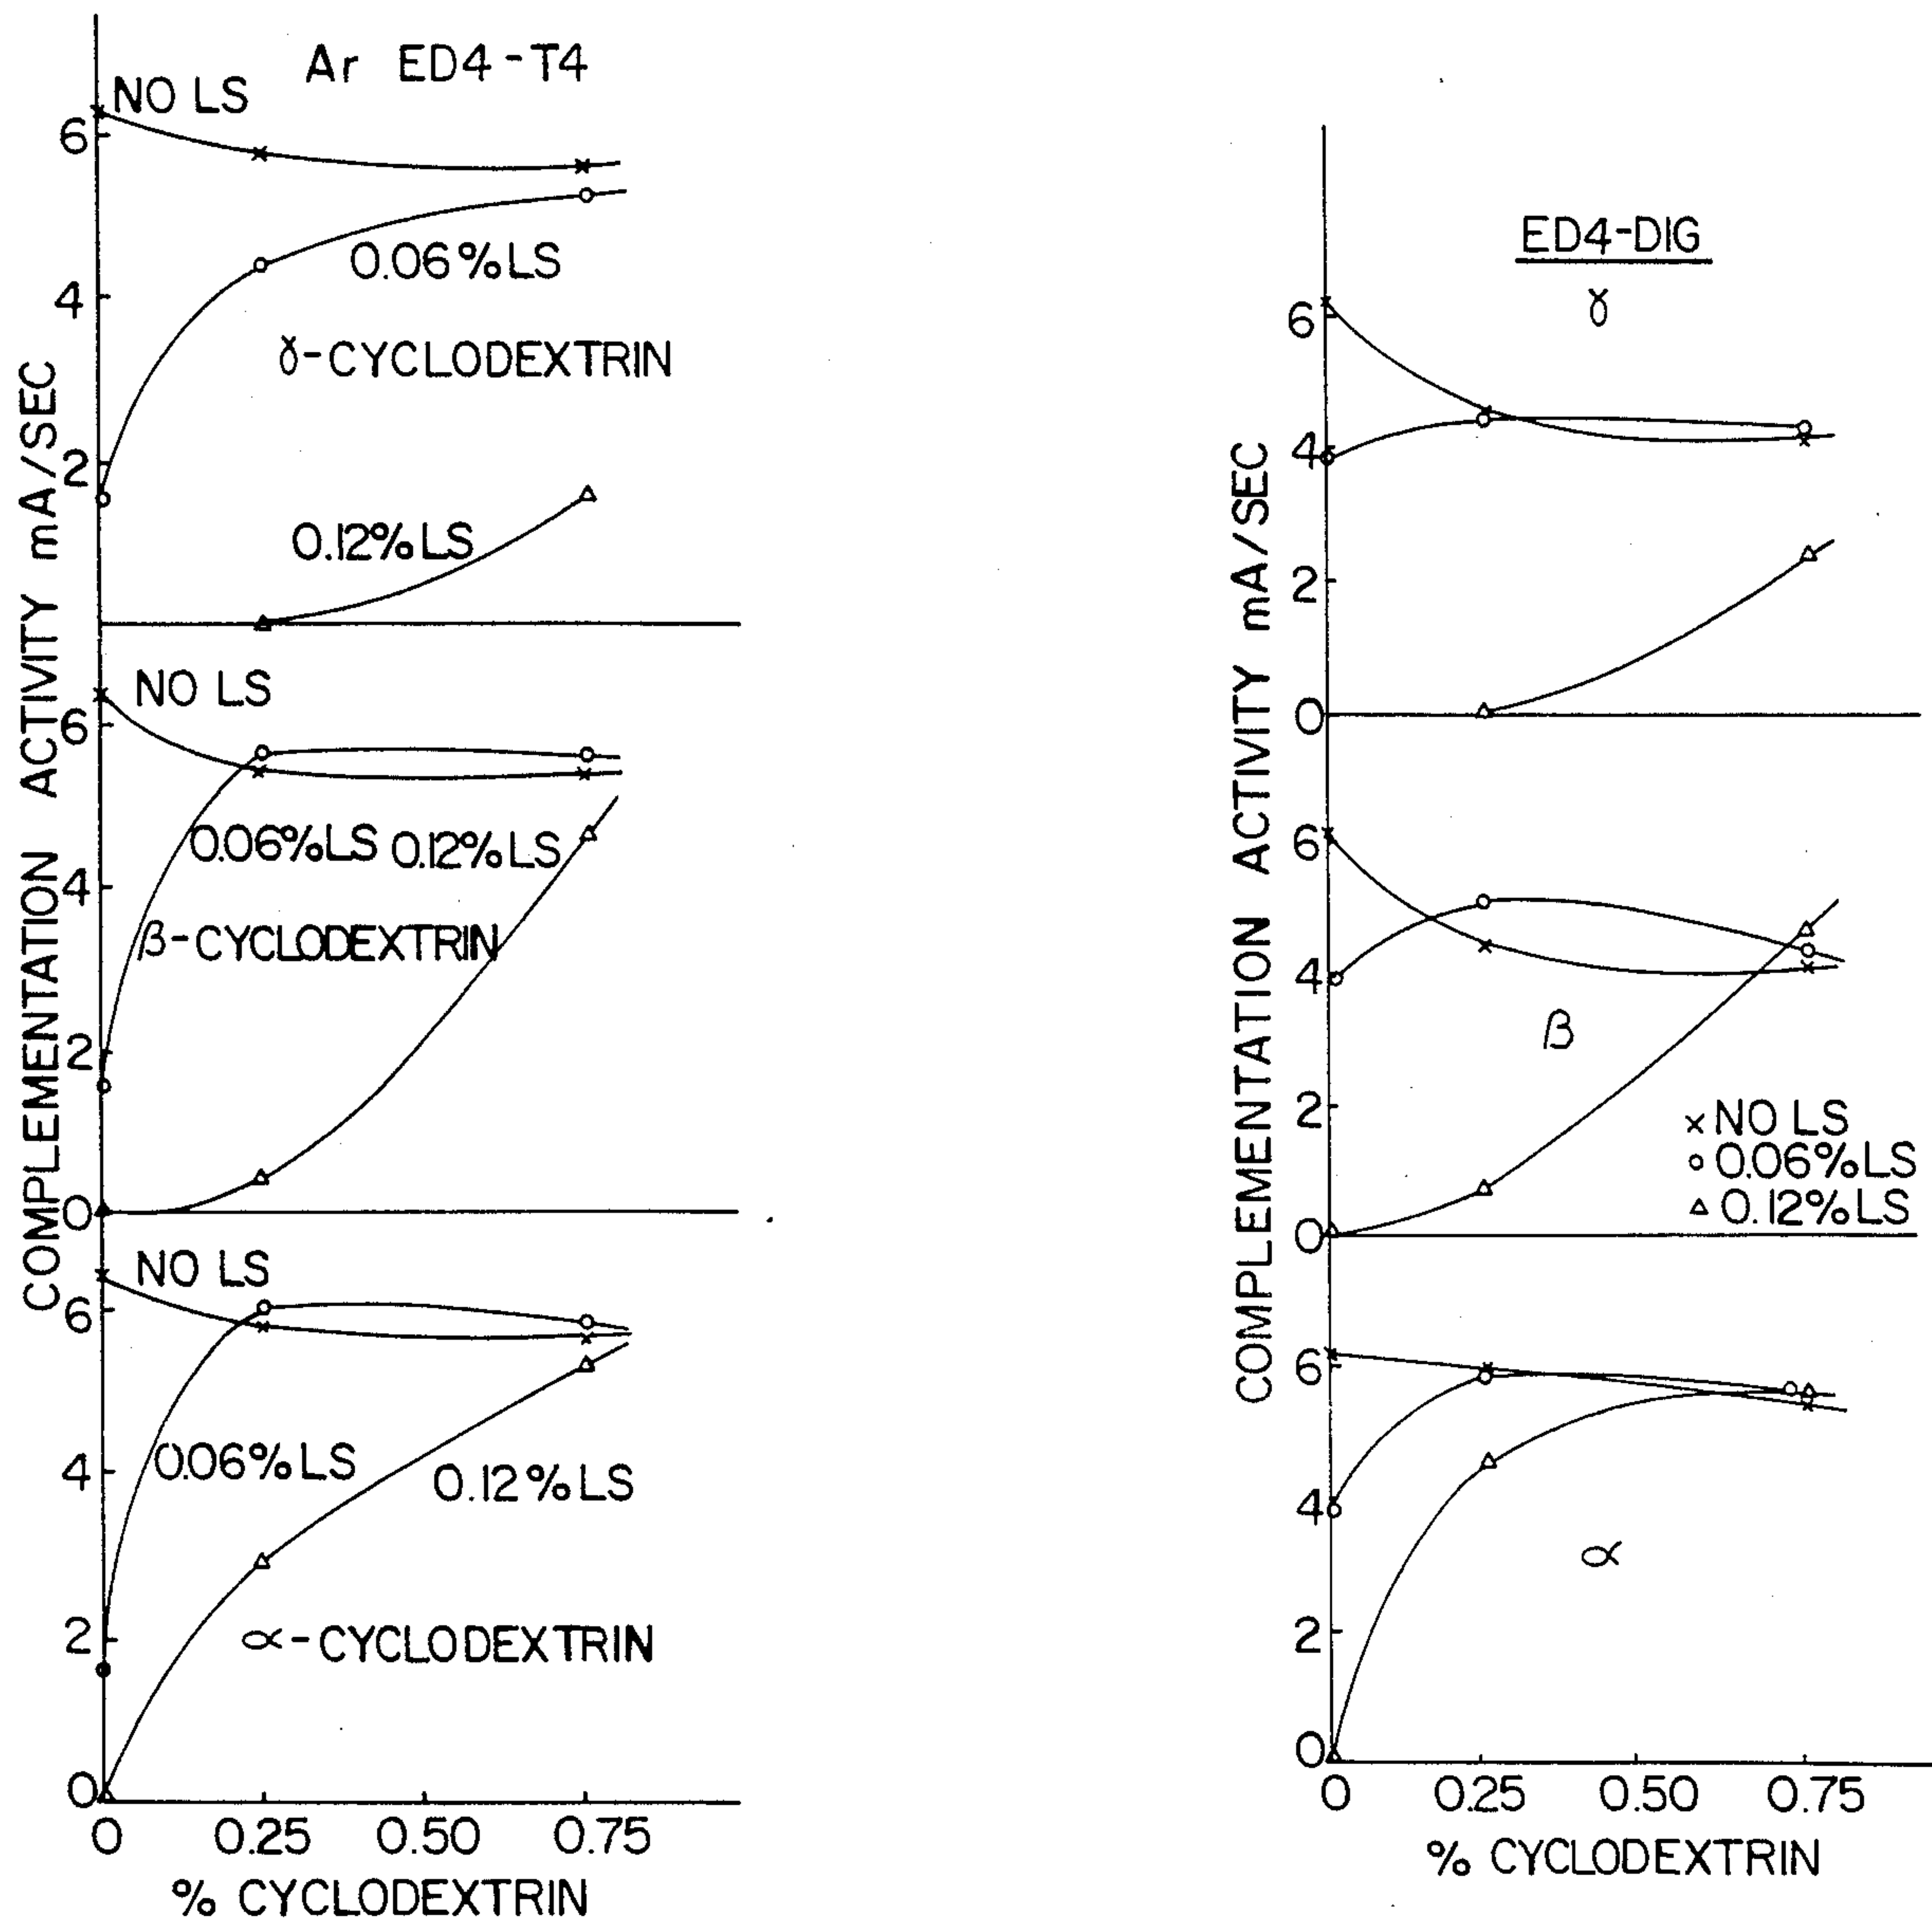 Ar ED4-T4
NO LS
6
0.06%LS
4
ɣ-CYCLODEXTRIN
2
0.12%LS
NO LS
6
0.06%LS 0.12%LS
4
β-CYCLODEXTRIN
2
0
NO LS
6
0.06%LS
4
0.12%LS
2
α-CYCLODEXTRIN
0
0 0.25 0.50 0.75
% CYCLODEXTRIN
COMPLEMENTATION ACTIVITY mA/SEC
ED4-DIG
ɣ
6
4
2
0
6
4
β
2
× NO LS
○ 0.06%LS
△ 0.12%LS
0
6
4
α
2
0
0 0.25 0.50 0.75
% CYCLODEXTRIN
COMPLEMENTATION ACTIVITY mA/SEC